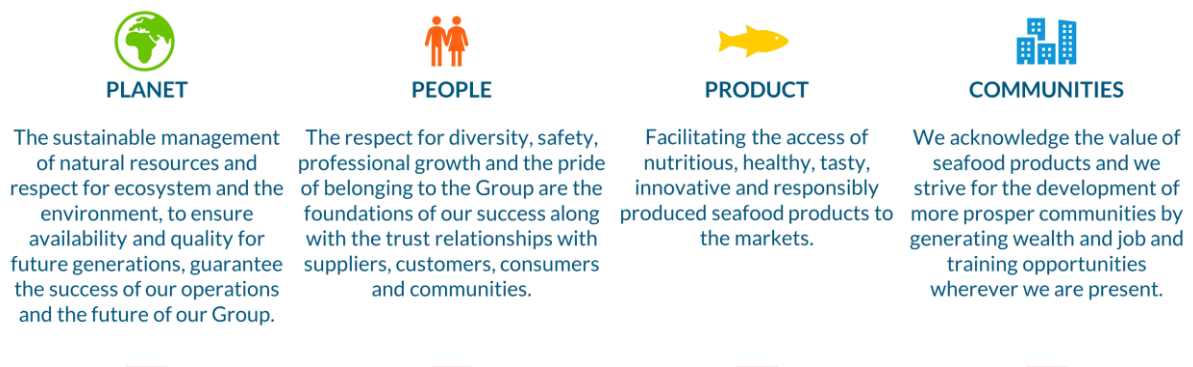 PLANET
The sustainable management
of natural resources and
respect for ecosystem and the
environment, to ensure
availability and quality for
future generations, guarantee
the success of our operations
and the future of our Group.
PEOPLE
The respect for diversity, safety,
professional growth and the pride
of belonging to the Group are the
foundations of our success along
with the trust relationships with
suppliers, customers, consumers
and communities.
PRODUCT
Facilitating the access of
nutritious, healthy, tasty,
innovative and responsibly
produced seafood products to
the markets.
COMMUNITIES
We acknowledge the value of
seafood products and we
strive for the development of
more prosper communities by
generating wealth and job and
training opportunities
wherever we are present.